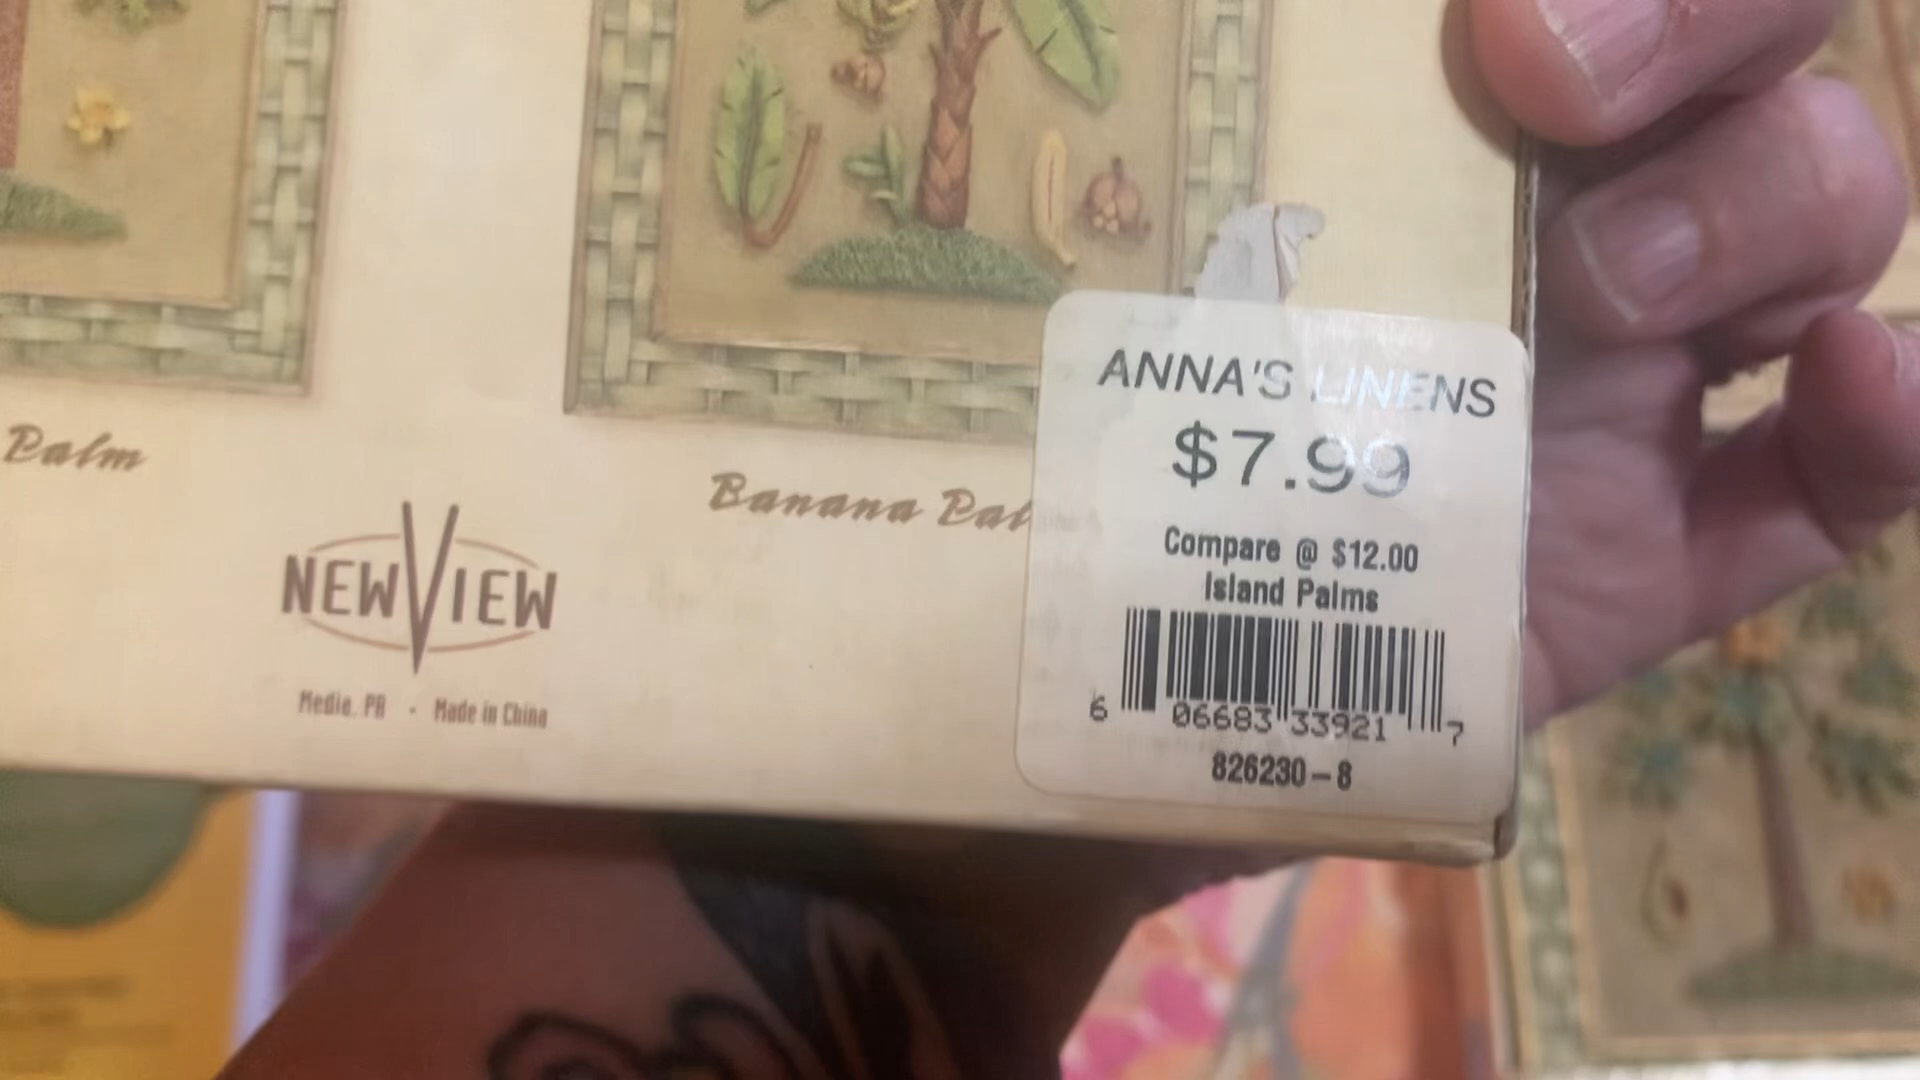 Palm
Banana Pal
NEWVIEW
Media, PA · Made in China
ANNA'S LINENS
$7.99
Compare @ $12.00
Island Palms
6 06683 33921 7
826230-8